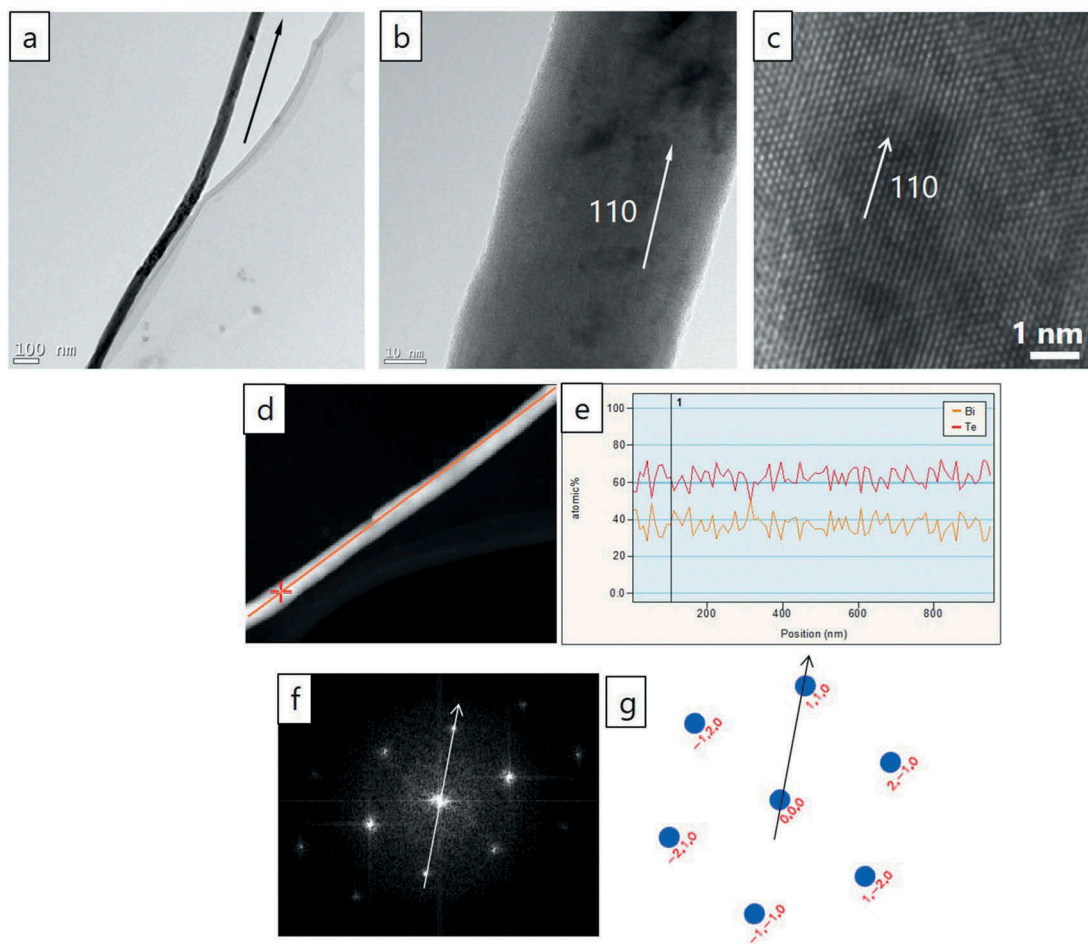 a
100 nm
b
110
10 nm
c
110
1 nm
d
e
1
Bi
Te
100
80
60
40
20
0.0
atomic%
200
400
600
800
Position (nm)
f
g
1,1,0
-1,2,0
2,-1,0
0,0,0
-2,1,0
1,-2,0
-1,-1,0